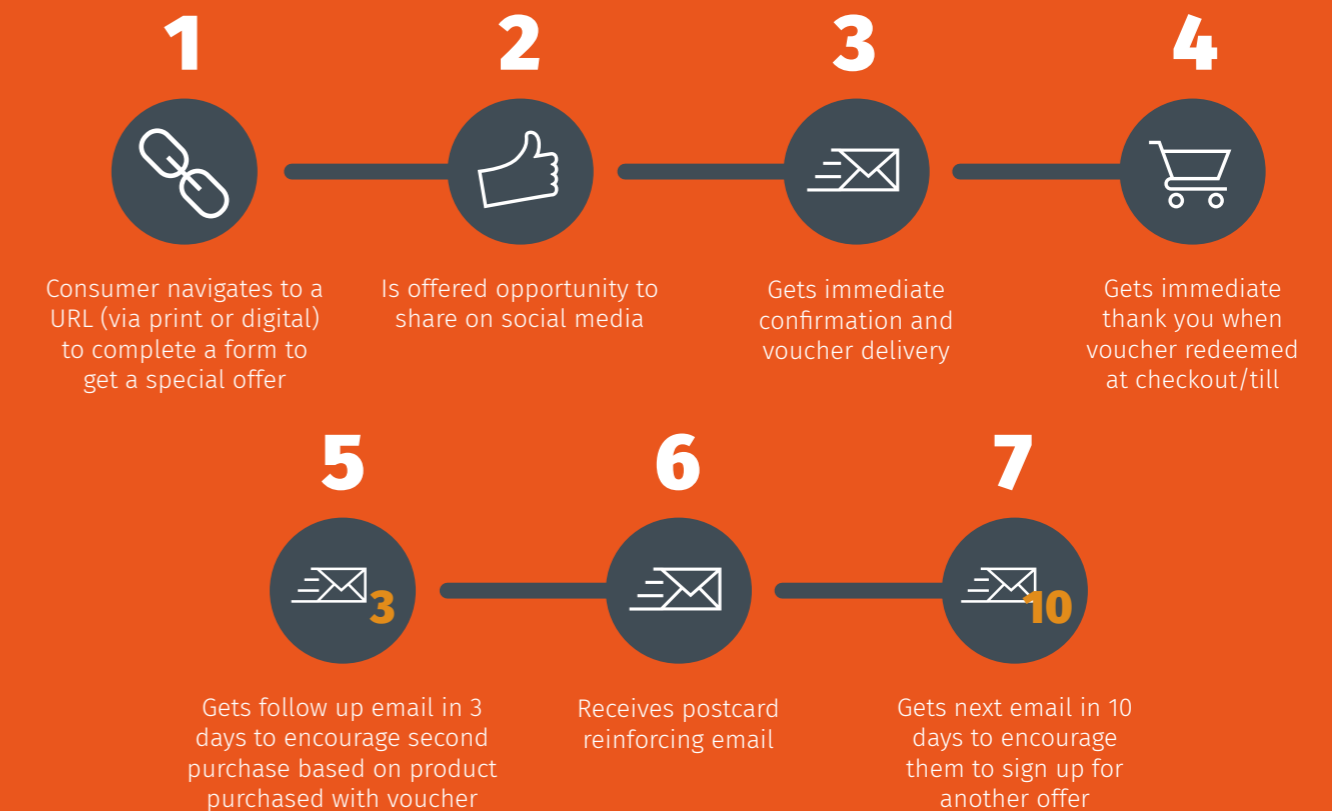 1
2
3
4
Consumer navigates to a
URL (via print or digital)
to complete a form to
get a special offer
Is offered opportunity to
share on social media
Gets immediate
confirmation and
voucher delivery
Gets immediate
thank you when
voucher redeemed
at checkout/till
5
6
7
3
10
Gets follow up email in 3
days to encourage second
purchase based on product
purchased with voucher
Receives postcard
reinforcing email
Gets next email in 10
days to encourage
them to sign up for
another offer